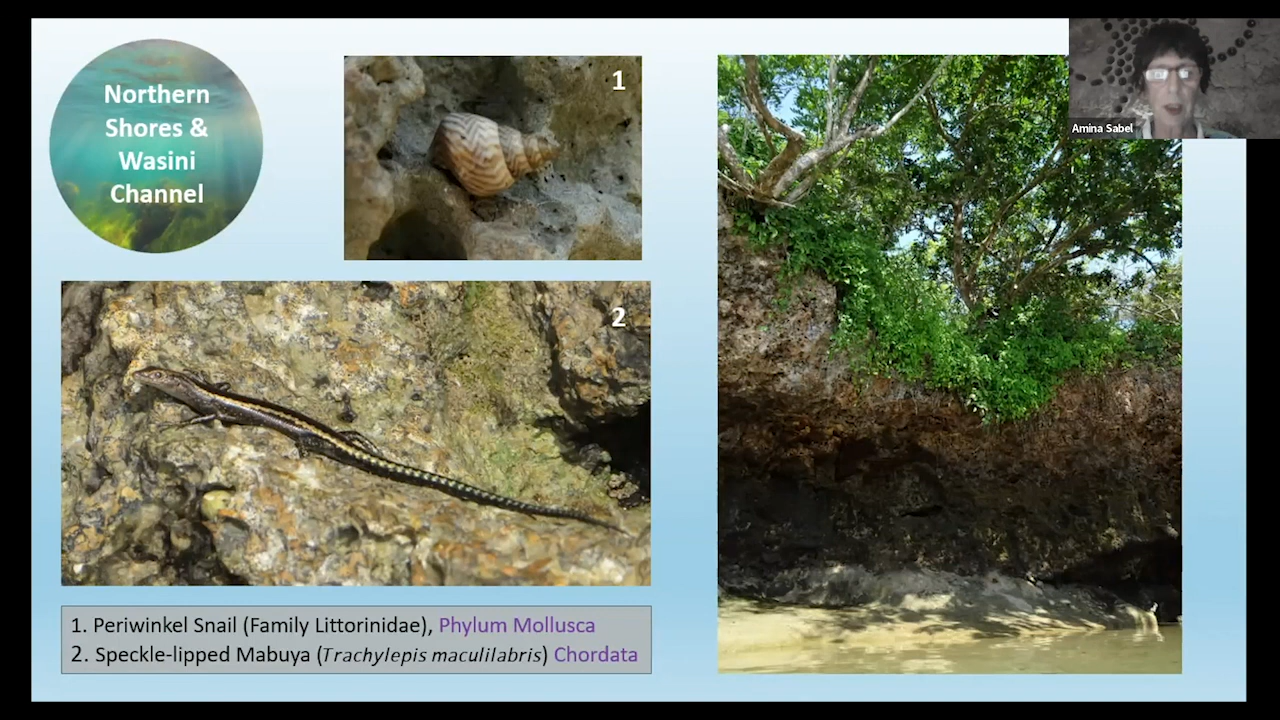 Northern
Shores &
Wasini
Channel
1
Amina Sabel
2
1. Periwinkel Snail (Family Littorinidae), Phylum Mollusca
2. Speckle-lipped Mabuya (Trachylepis maculilabris) Chordata